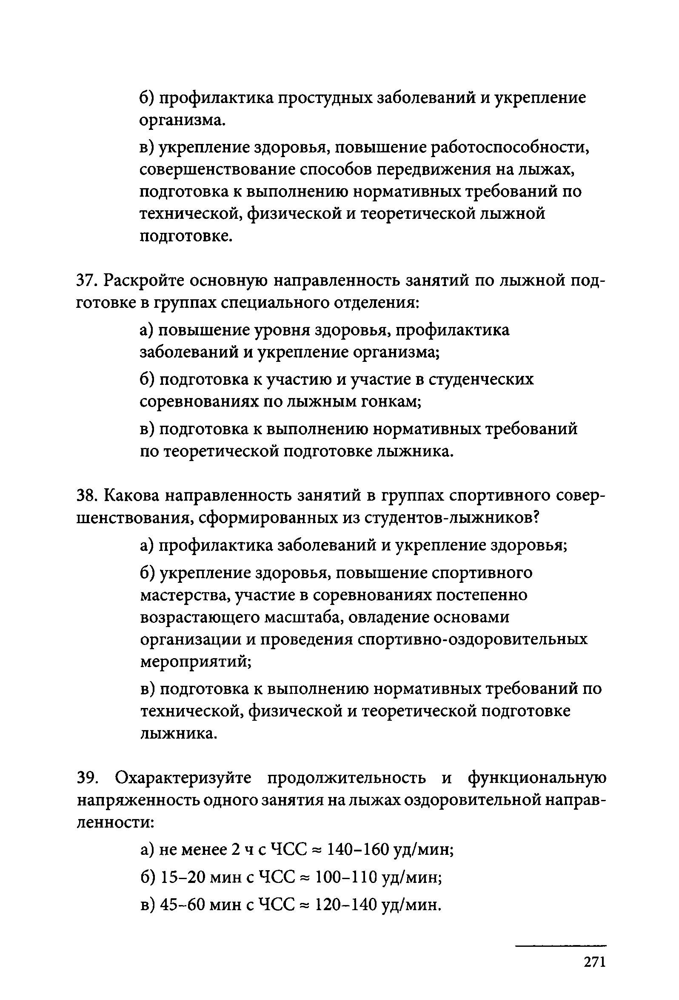 б) профилактика простудных заболеваний и укрепление
организма.
в) укрепление здоровья, повышение работоспособности,
совершенствование способов передвижения на лыжах,
подготовка к выполнению нормативных требований по
технической, физической и теоретической лыжной
подготовке.
37. Раскройте основную направленность занятий по лыжной под-
готовке в группах специального отделения:
а) повышение уровня здоровья, профилактика
заболеваний и укрепление организма;
б) подготовка к участию и участие в студенческих
соревнованиях по лыжным гонкам;
в) подготовка к выполнению нормативных требований
по теоретической подготовке лыжника.
38. Какова направленность занятий в группах спортивного совер-
шенствования, сформированных из студентов-лыжников?
а) профилактика заболеваний и укрепление здоровья;
б) укрепление здоровья, повышение спортивного
мастерства, участие в соревнованиях постепенно
возрастающего масштаба, овладение основами
организации и проведения спортивно-оздоровительных
мероприятий;
в) подготовка к выполнению нормативных требований по
технической, физической и теоретической подготовке
лыжника.
39. Охарактеризуйте продолжительность и функциональную
напряженность одного занятия на лыжах оздоровительной направ-
ленности:
а) не менее 2 ч с ЧСС ≈ 140–160 уд/мин;
б) 15–20 мин с ЧСС ≈ 100–110 уд/мин;
в) 45–60 мин с ЧСС ≈ 120–140 уд/мин.
271